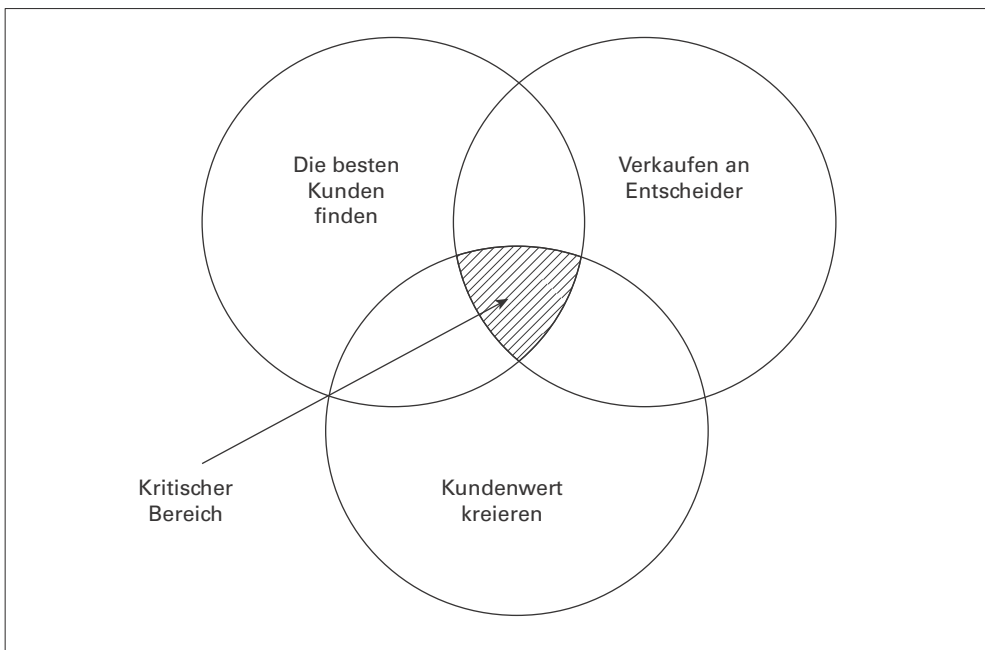 Die besten
Kunden
finden
Verkaufen an
Entscheider
Kritischer
Bereich
Kundenwert
kreieren